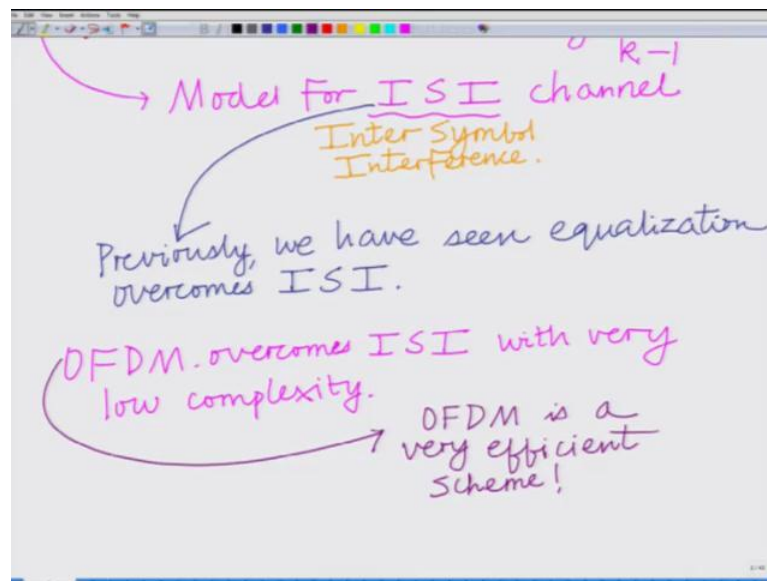 k-1
→ Model for ISI channel
Inter Symbol
Interference.
Previously, we have seen equalization
overcomes ISI.
OFDM. overcomes ISI with very
low complexity.
OFDM is a
very efficient
scheme!